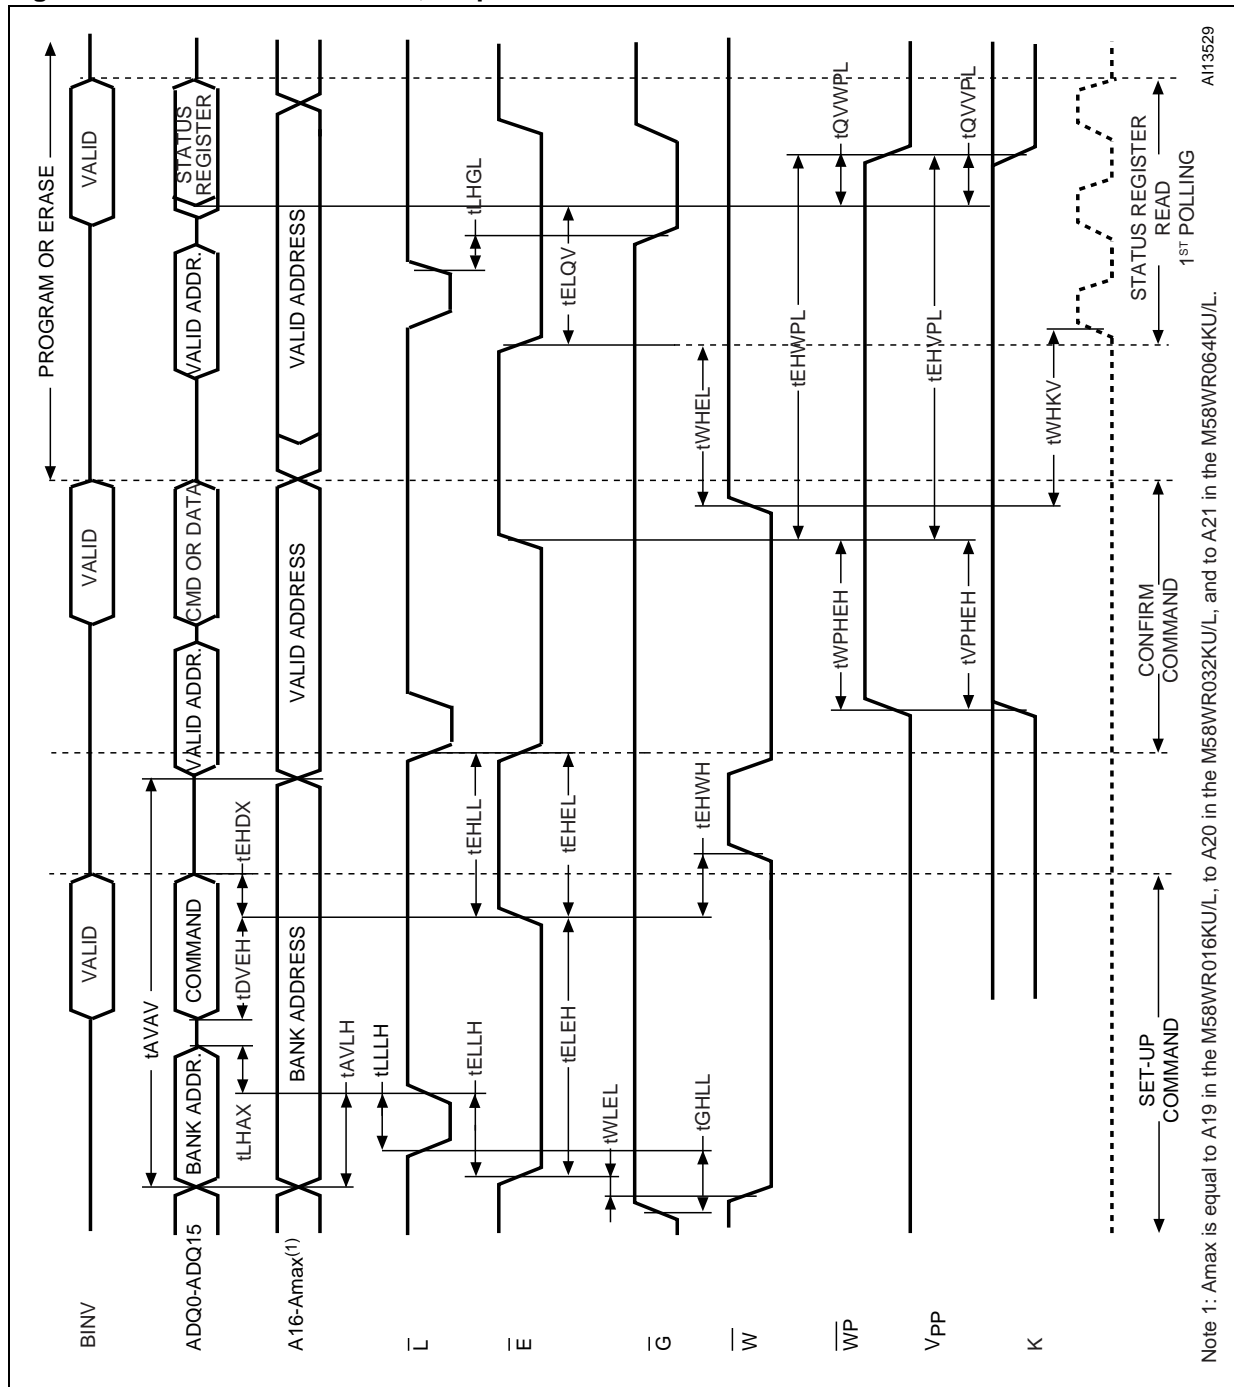 PROGRAM OR ERASE
BINV
VALID
VALID
VALID
tAVAV
ADQ0-ADQ15
BANK ADDR.
COMMAND
VALID ADDR.
CMD OR DATA
VALID ADDR.
STATUS
REGISTER
tLHAX
tDVEH
tEHDX
A16-Amax(1)
BANK ADDRESS
VALID ADDRESS
VALID ADDRESS
tAVLH
tLLLH
L
tELLH
tEHLL
tLHGL
E
tELEH
tEHEL
tELQV
tWLEL
G
tGHLL
tEHWH
tWHEL
W
tEHWPL
WP
tWPHEH
tQVWPL
tEHVPL
VPP
tVPHEH
tQVVPL
K
tWHKV
SET-UP
COMMAND
CONFIRM
COMMAND
STATUS REGISTER
READ
1ST POLLING
Note 1: Amax is equal to A19 in the M58WR016KU/L, to A20 in the M58WR032KU/L, and to A21 in the M58WR064KU/L.
AI13529